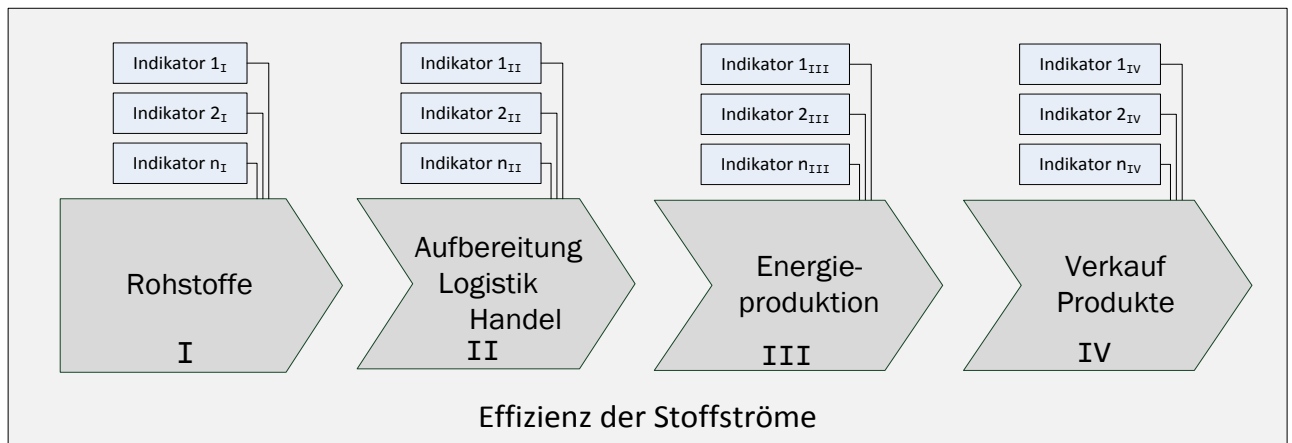 Indikator 1I
Indikator 2I
Indikator nI
Rohstoffe
I
Indikator 1II
Indikator 2II
Indikator nII
Aufbereitung
Logistik
Handel
II
Indikator 1III
Indikator 2III
Indikator nIII
Energie-
produktion
III
Indikator 1IV
Indikator 2IV
Indikator nIV
Verkauf
Produkte
IV
Effizienz der Stoffströme